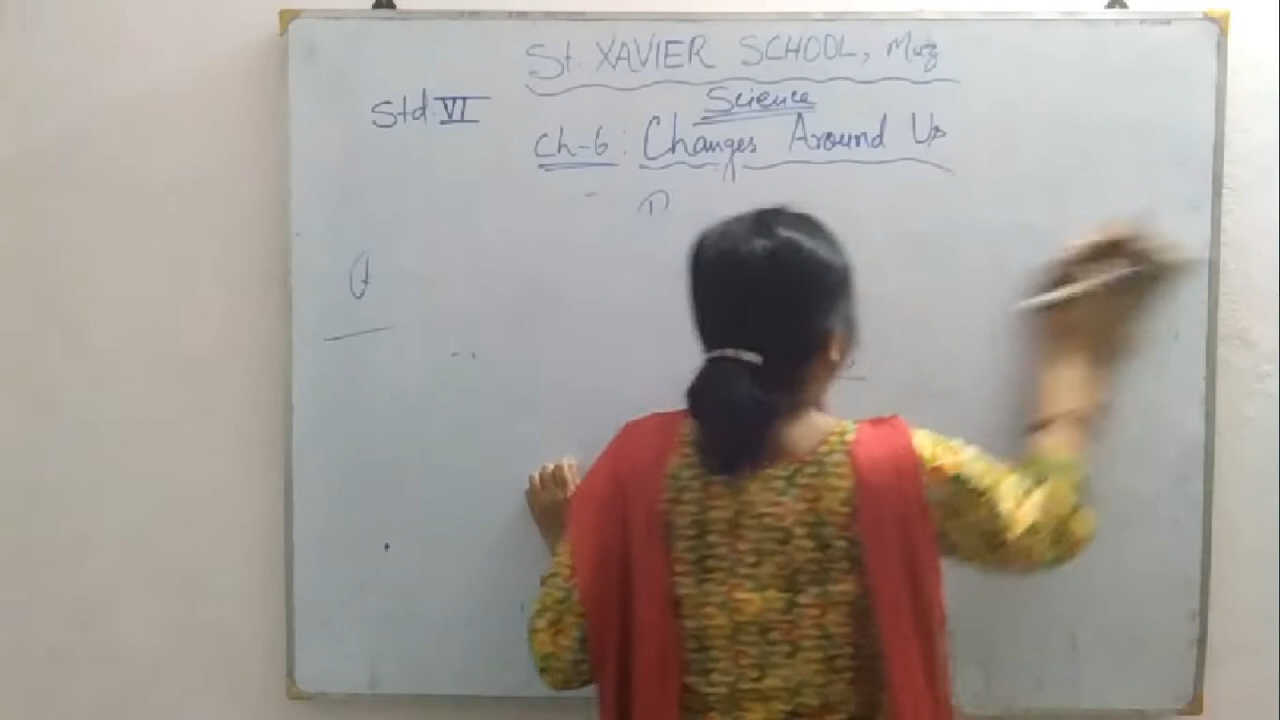 St. XAVIER SCHOOL, Muz
Science
Std. VI
Ch-6: Changes Around Us